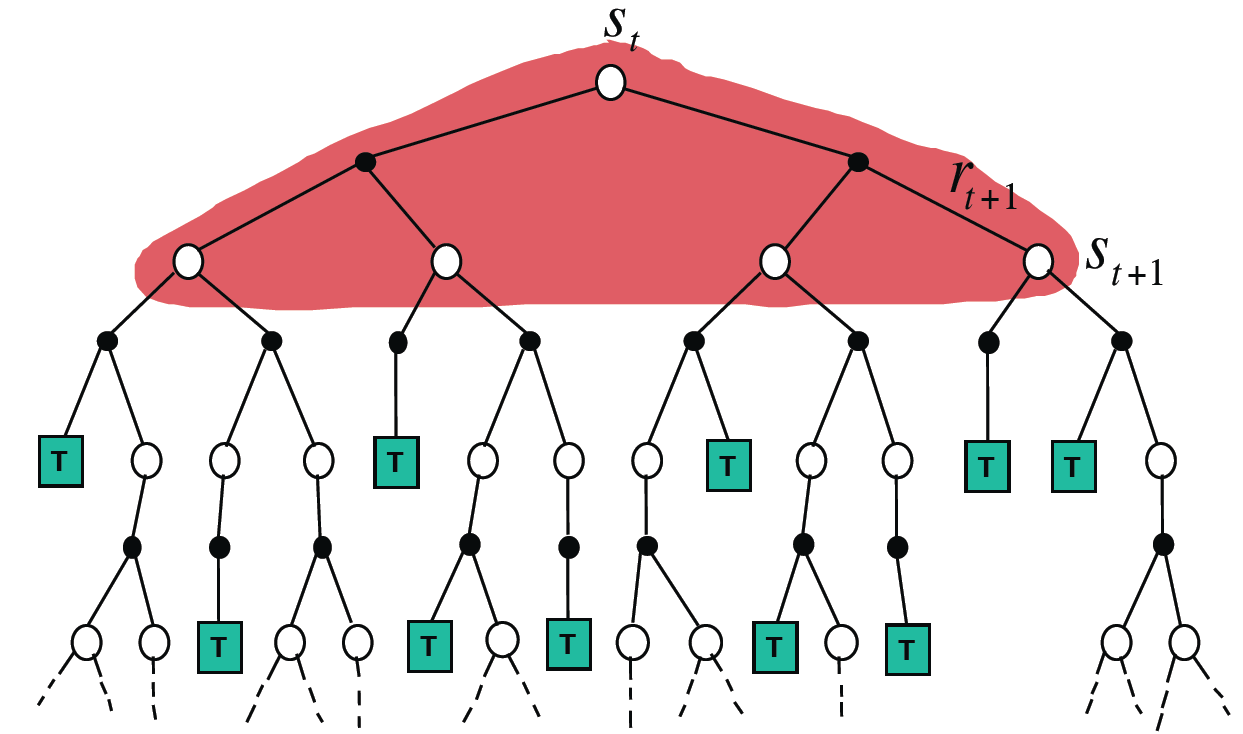 s_t
r_{t+1}
s_{t+1}
T T T T T
T T T T T